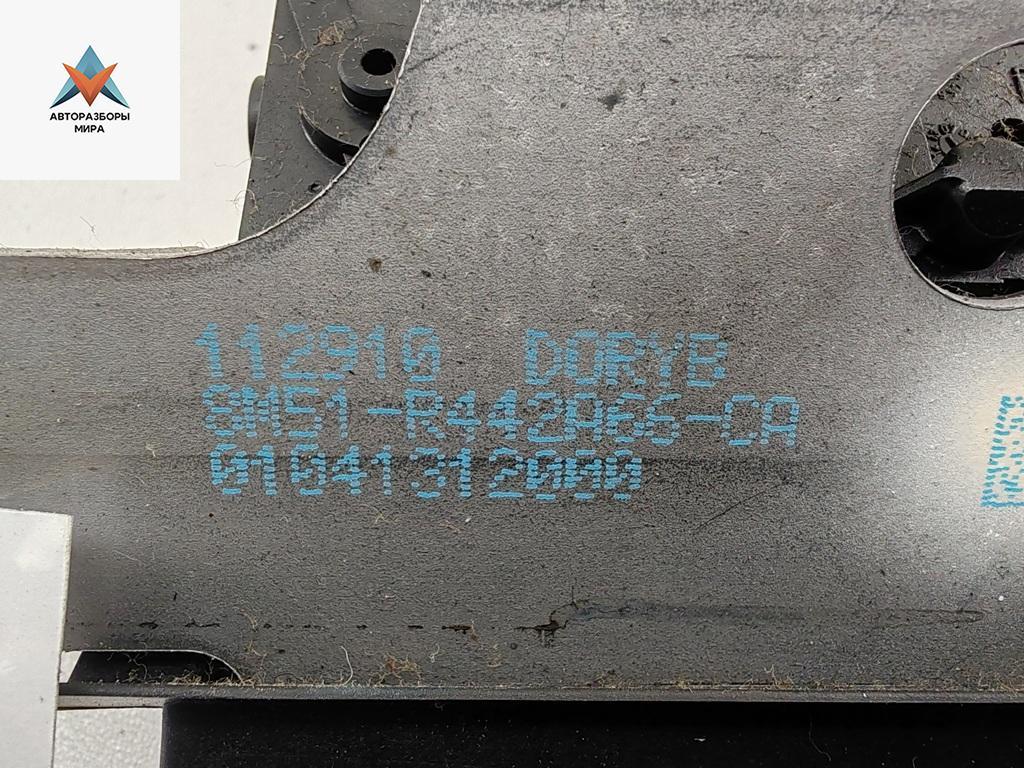 АВТОРАЗБОРЫ
МИРА
112910 DORYB
8M51-R442A66-CA
01041312000